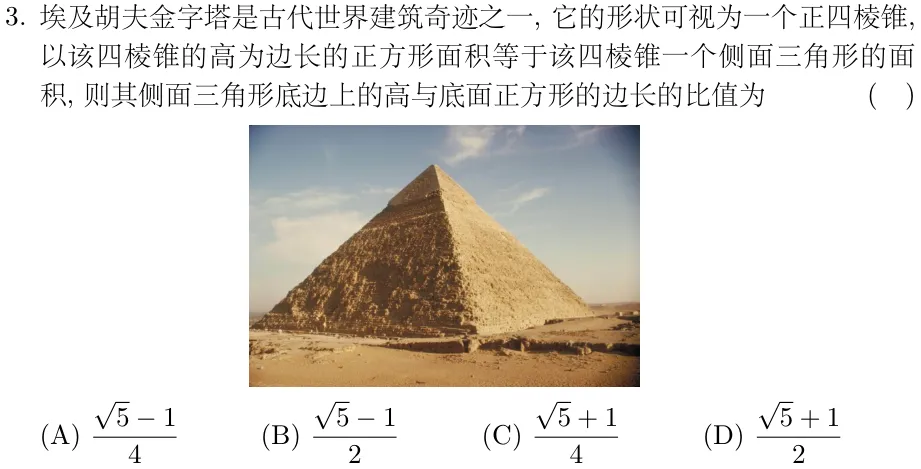 3. 埃及胡夫金字塔是古代世界建筑奇迹之一, 它的形状可视为一个正四棱锥,
以该四棱锥的高为边长的正方形面积等于该四棱锥一个侧面三角形的面
积, 则其侧面三角形底边上的高与底面正方形的边长的比值为 ( )
(A) $\frac{\sqrt{5}-1}{4}$ (B) $\frac{\sqrt{5}-1}{2}$ (C) $\frac{\sqrt{5}+1}{4}$ (D) $\frac{\sqrt{5}+1}{2}$